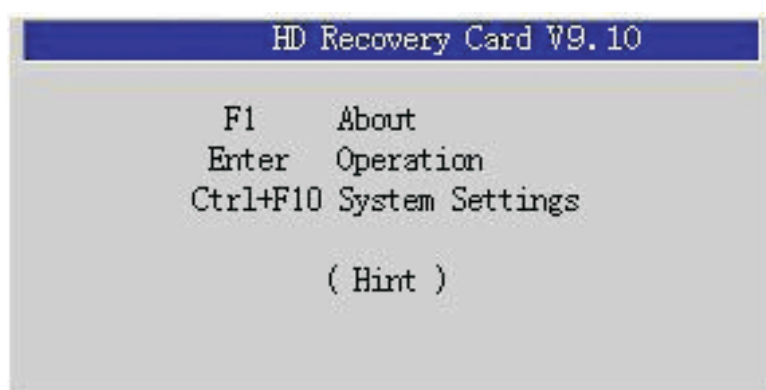 HD Recovery Card V9.10
F1 About
Enter Operation
Ctrl+F10 System Settings
( Hint )